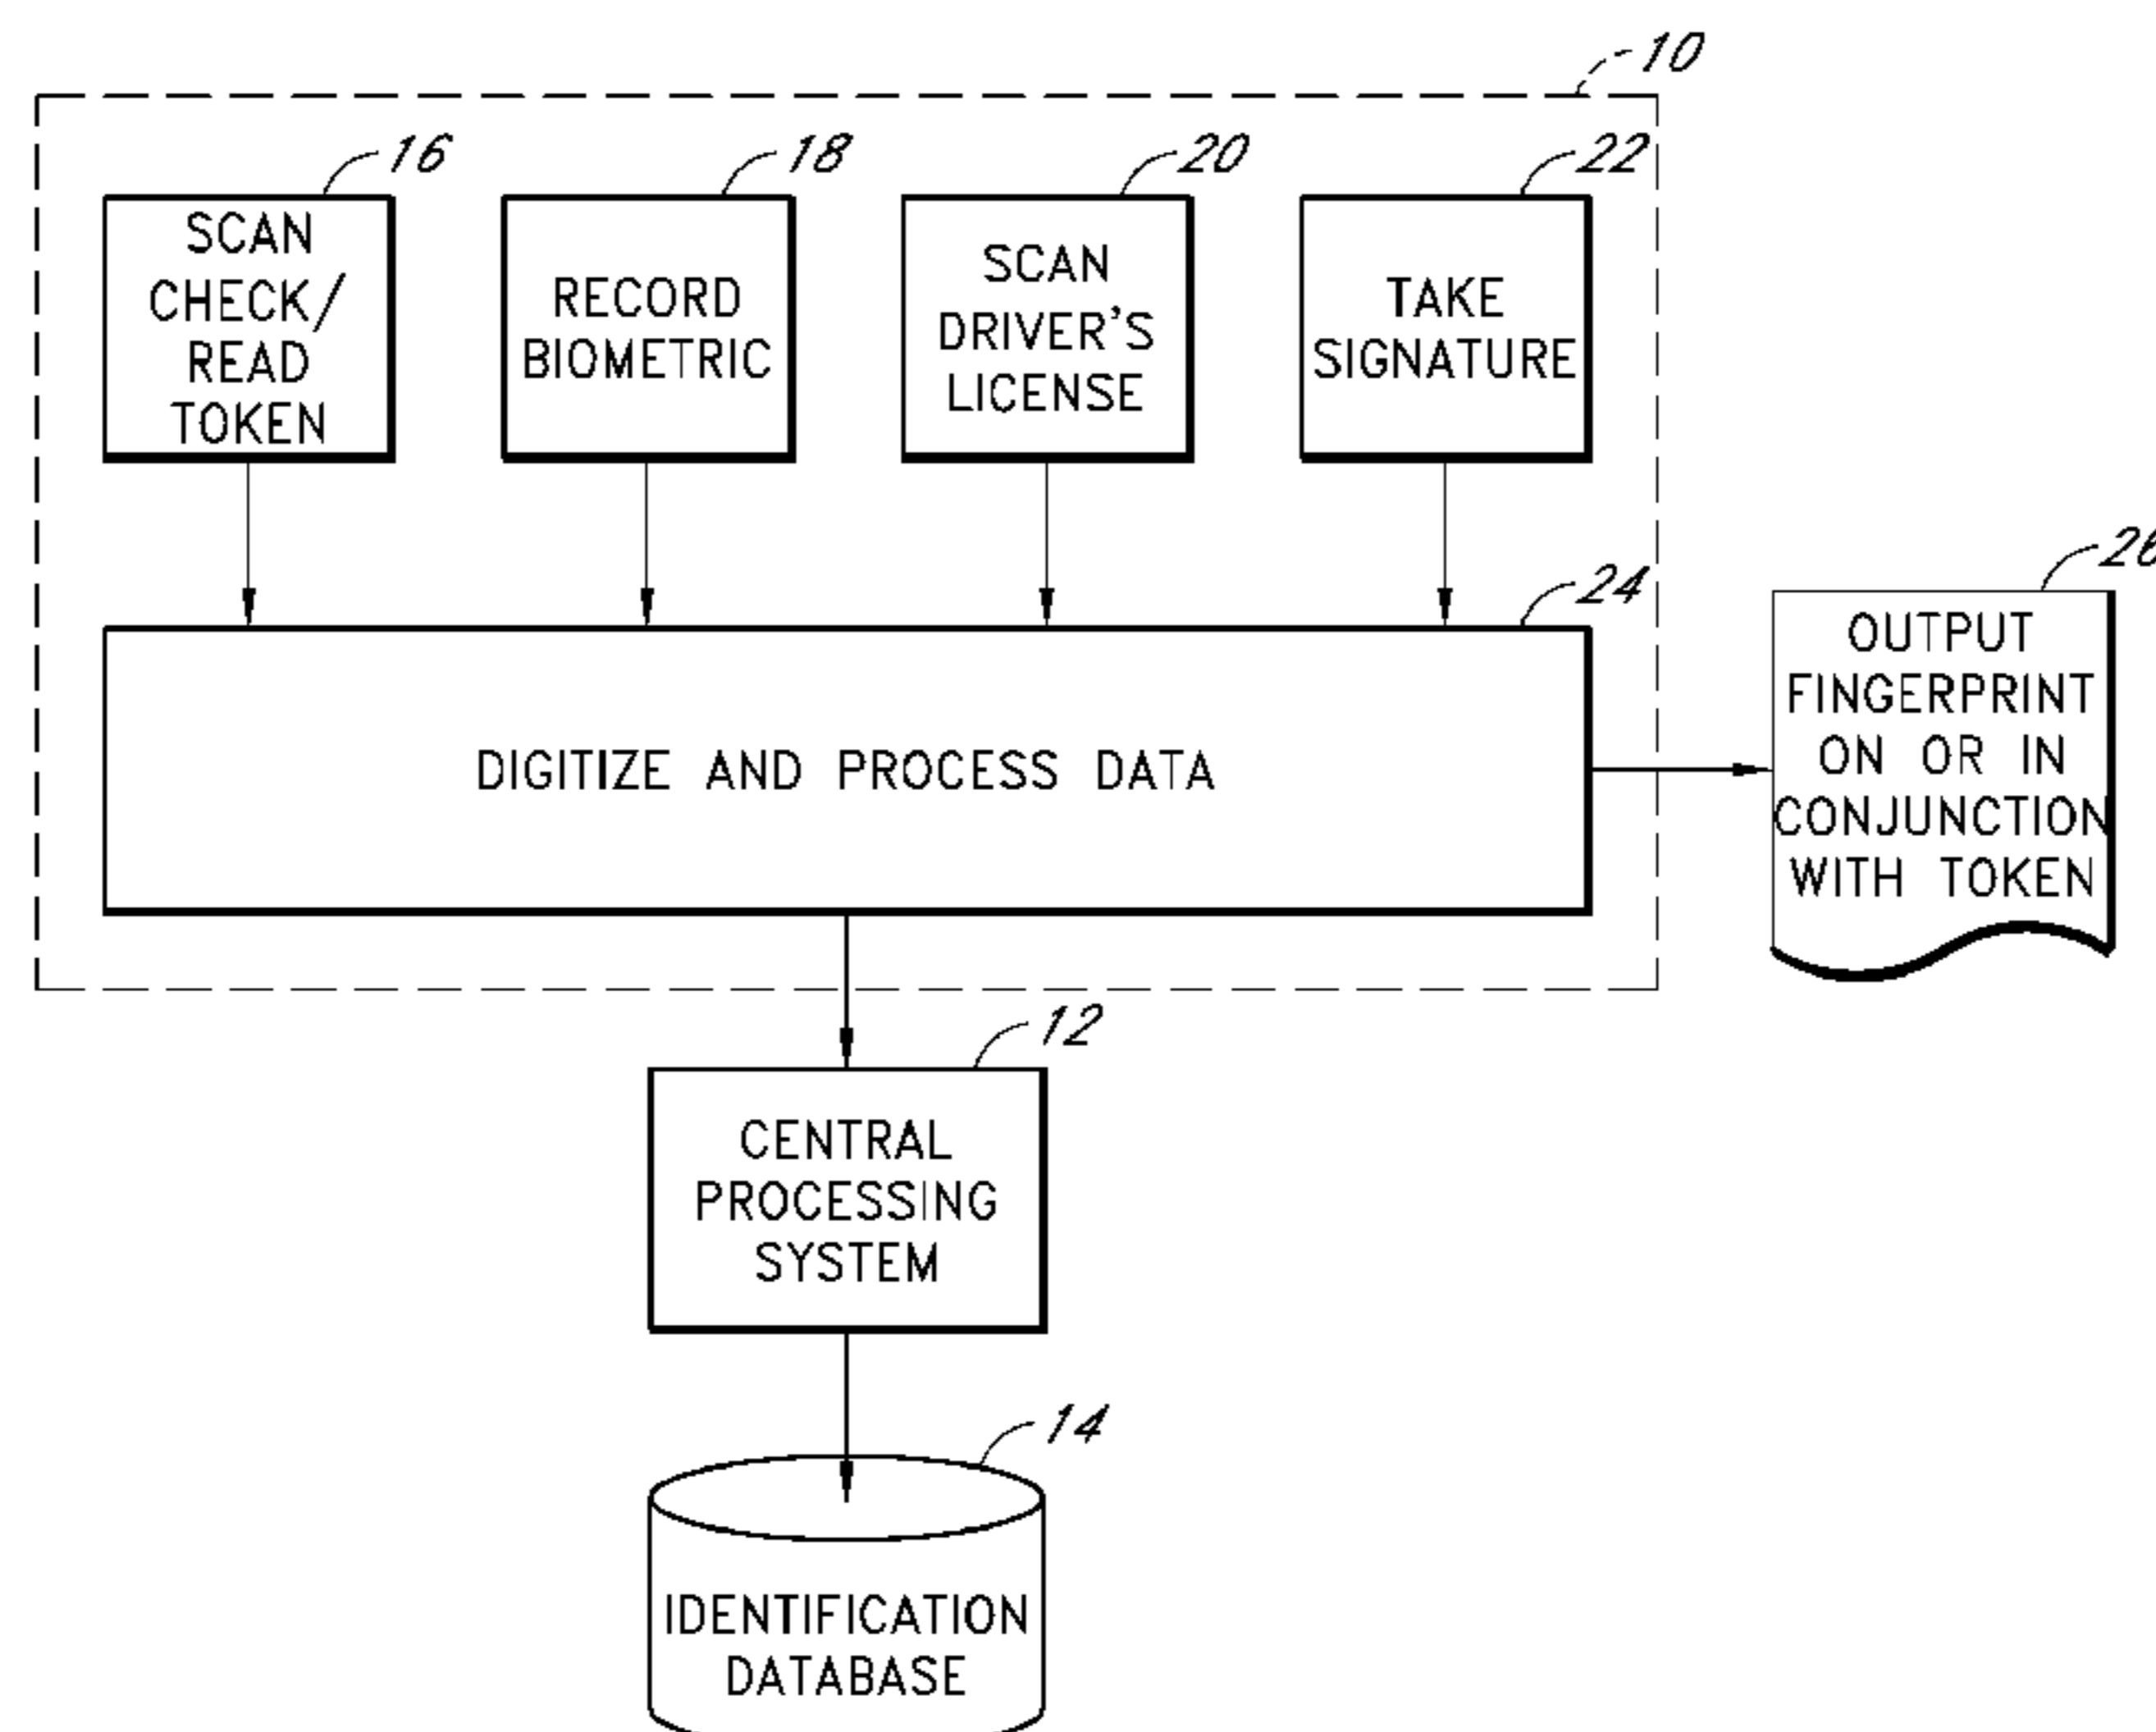 10
16
18
20
22
SCAN
CHECK/
READ
TOKEN
RECORD
BIOMETRIC
SCAN
DRIVER'S
LICENSE
TAKE
SIGNATURE
24
DIGITIZE AND PROCESS DATA
OUTPUT
FINGERPRINT
ON OR IN
CONJUNCTION
WITH TOKEN
12
CENTRAL
PROCESSING
SYSTEM
14
IDENTIFICATION
DATABASE